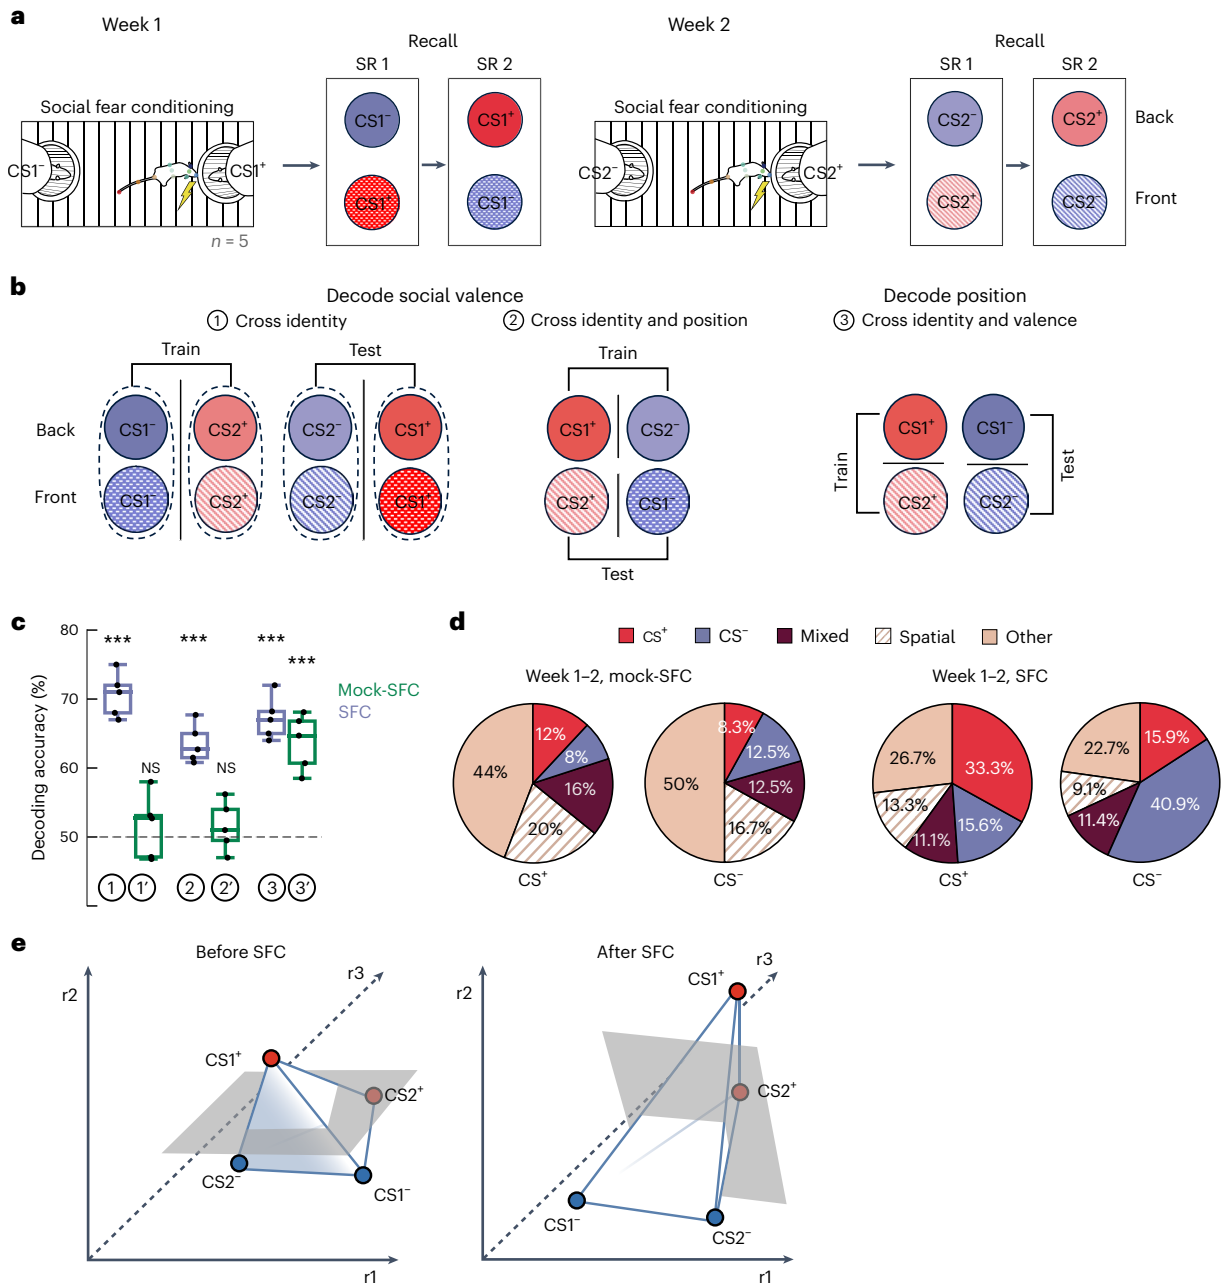 a
Week 1
Week 2
Recall
Recall
SR 1
SR 2
SR 1
SR 2
Social fear conditioning
Social fear conditioning
CS1⁻
CS1⁺
CS2⁻
CS2⁺
Back
CS1⁻
CS1⁺
CS2⁻
CS2⁺
CS1⁺
CS1⁻
CS2⁺
CS2⁻
Front
n = 5
b
Decode social valence
Decode position
1 Cross identity
2 Cross identity and position
3 Cross identity and valence
Train
Test
Train
Back
CS1⁻
CS2⁺
CS2⁻
CS1⁺
CS1⁺
CS2⁻
CS1⁺
CS1⁻
Train
Test
Front
CS1⁻
CS2⁺
CS2⁻
CS1⁺
CS2⁺
CS1⁻
CS2⁺
CS2⁻
Test
c
Decoding accuracy (%)
80
70
60
50
***
***
***
***
NS
NS
Mock-SFC
SFC
1
1′
2
2′
3
3′
d
CS⁺
CS⁻
Mixed
Spatial
Other
Week 1–2, mock-SFC
Week 1–2, SFC
12%
8%
16%
20%
44%
CS⁺
8.3%
12.5%
12.5%
16.7%
50%
CS⁻
33.3%
15.6%
11.1%
13.3%
26.7%
CS⁺
15.9%
40.9%
11.4%
9.1%
22.7%
CS⁻
e
Before SFC
After SFC
r2
r3
CS1⁺
CS2⁺
CS2⁻
CS1⁻
r1
r2
r3
CS1⁺
CS2⁺
CS1⁻
CS2⁻
r1